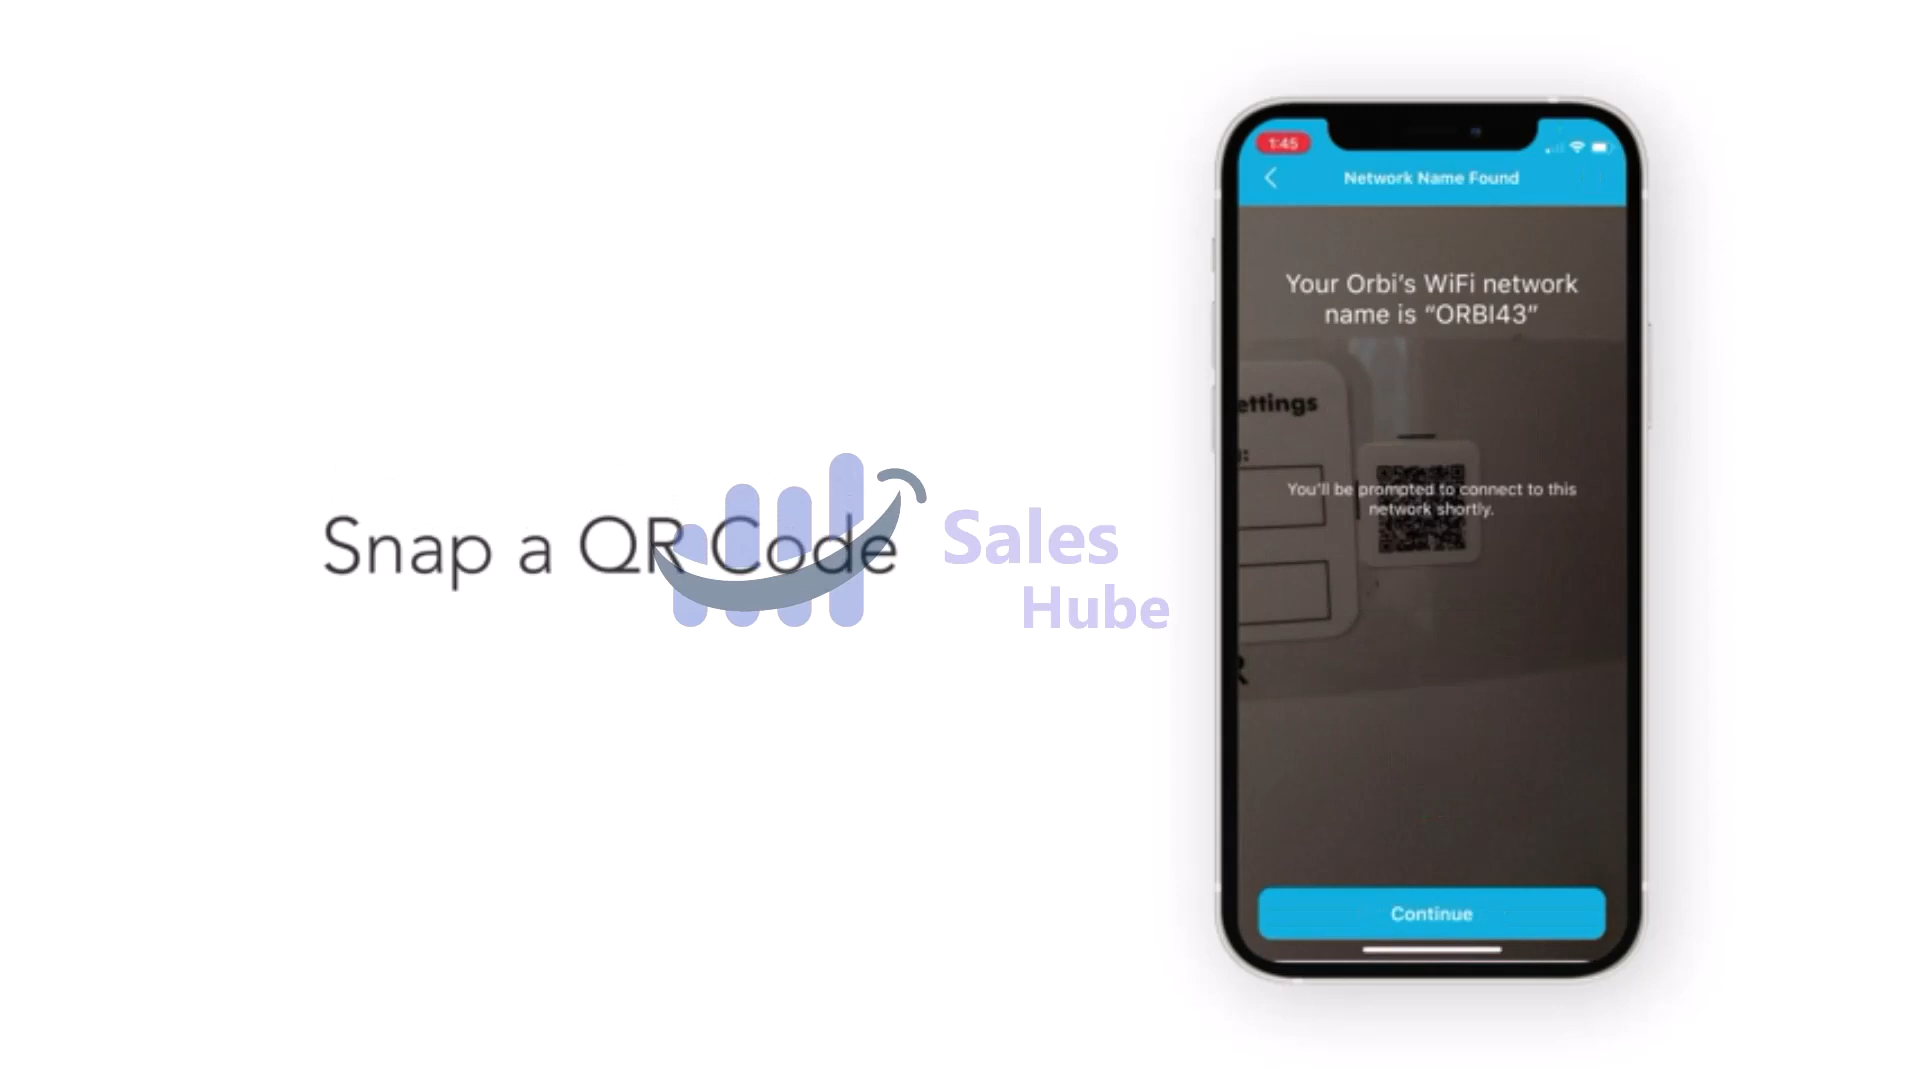 Snap a QR Code
Sales
Hube
1:45
Network Name Found
Your Orbi's WiFi network
name is “ORBI43”
ettings
You'll be prompted to connect to this
network shortly.
R
Continue